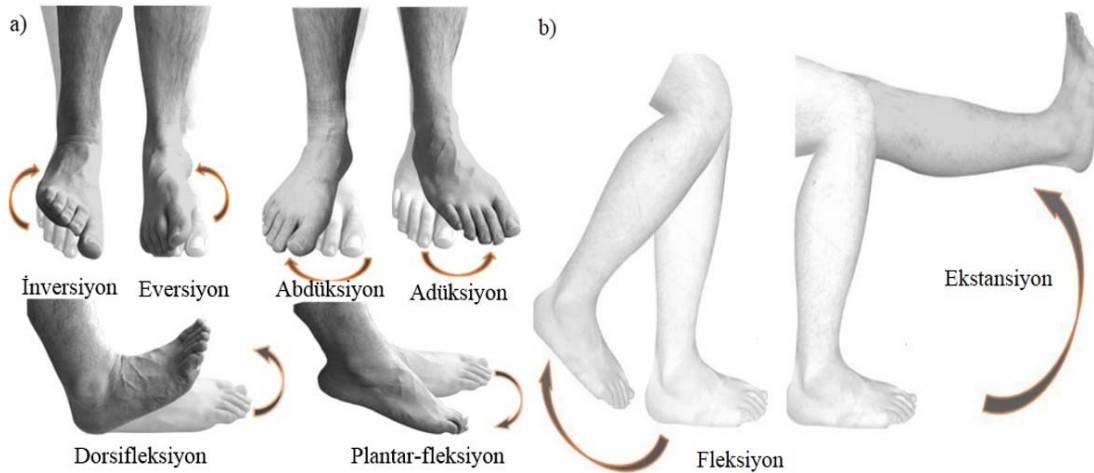 a)
b)
İnversiyon
Eversiyon
Abdüksiyon
Adüksiyon
Dorsifleksiyon
Plantar-fleksiyon
Ekstansiyon
Fleksiyon